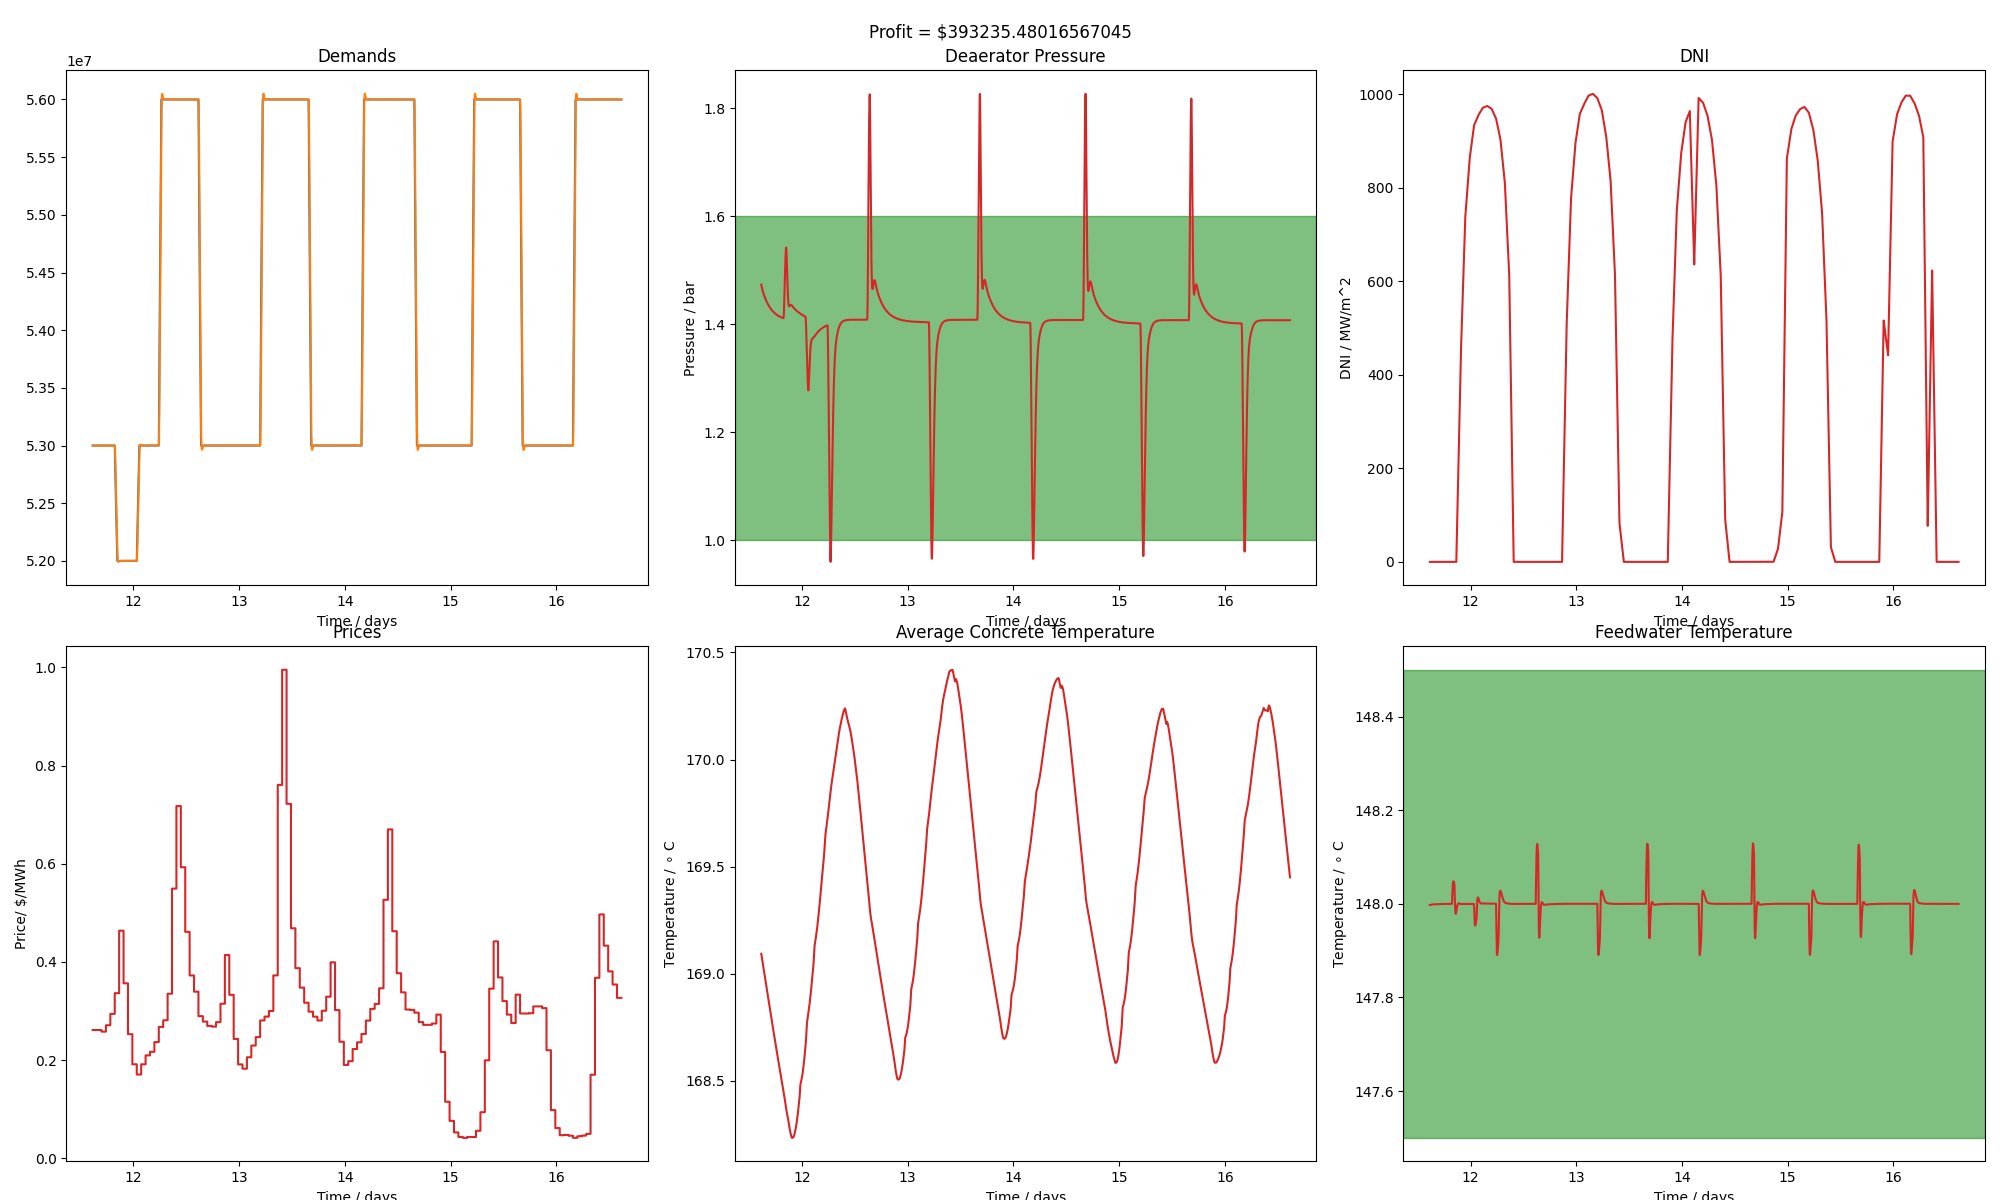 Profit = $393235.48016567045
Demands
1e7
5.60
5.55
5.50
5.45
5.40
5.35
5.30
5.25
5.20
12 13 14 15 16
Time / days
Deaerator Pressure
Pressure / bar
1.8
1.6
1.4
1.2
1.0
12 13 14 15 16
Time / days
DNI
DNI / MW/m^2
1000
800
600
400
200
0
12 13 14 15 16
Time / days
Prices
Price/ $/MWh
1.0
0.8
0.6
0.4
0.2
0.0
12 13 14 15 16
Time / days
Average Concrete Temperature
Temperature / ∘ C
170.5
170.0
169.5
169.0
168.5
12 13 14 15 16
Time / days
Feedwater Temperature
Temperature / ∘ C
148.4
148.2
148.0
147.8
147.6
12 13 14 15 16
Time / days